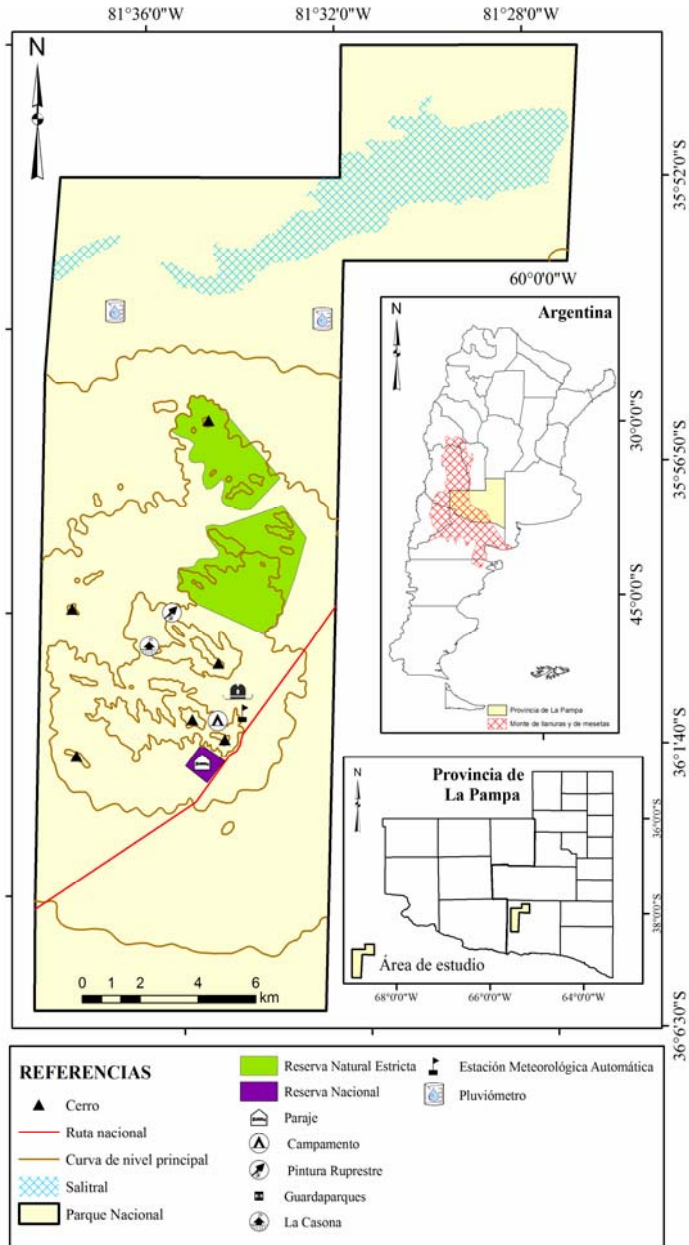 81°36'0"W
81°32'0"W
81°28'0"W
N
35°52'0"S
60°0'0"W
N
Argentina
30°0'0"S
35°56'50"S
45°0'0"S
Provincia de La Pampa
Monte de llanuras y de mesetas
36°1'40"S
N
Provincia de
La Pampa
36°0'0"S
38°0'0"S
Área de estudio
68°0'0"W
66°0'0"W
64°0'0"W
0 1 2 4 6
km
36°6'30"S
REFERENCIAS
Cerro
Ruta nacional
Curva de nivel principal
Salitral
Parque Nacional
Reserva Natural Estricta
Reserva Nacional
Paraje
Campamento
Pintura Ruprestre
Guardaparques
La Casona
Estación Meteorológica Automática
Pluviómetro